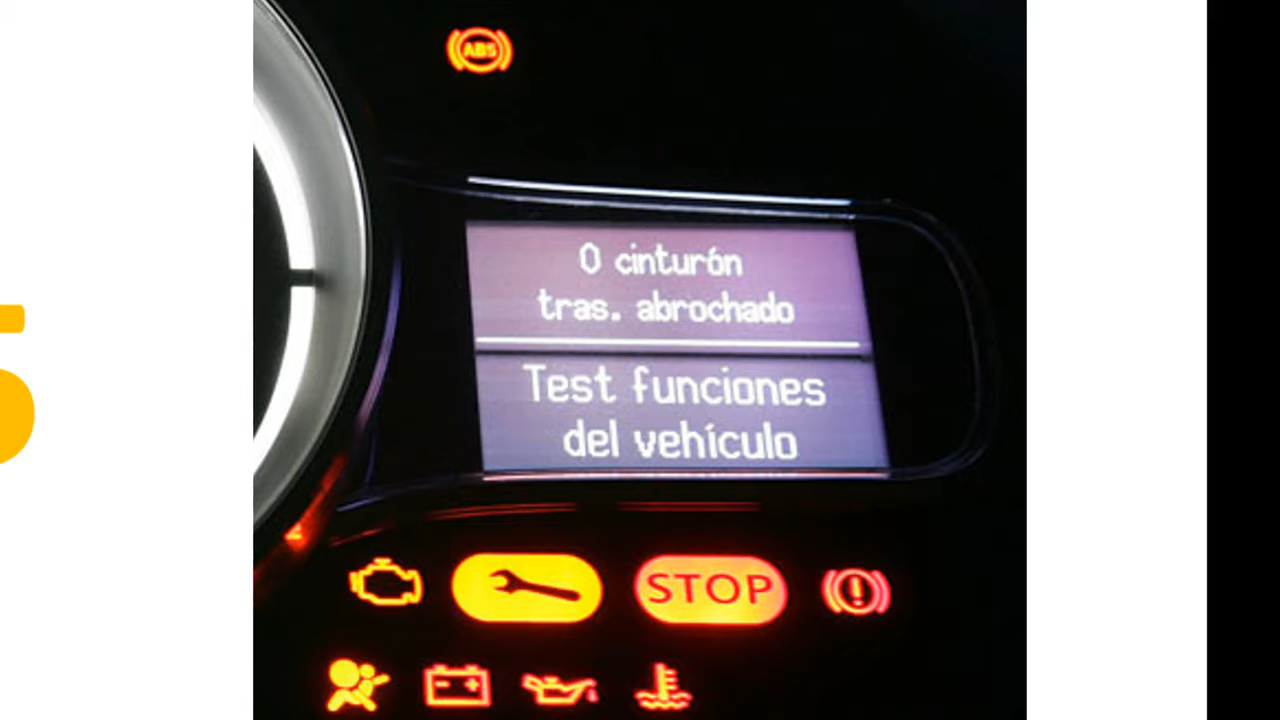 ABS
0 cinturón
tras. abrochado
Test funciones
del vehículo
STOP